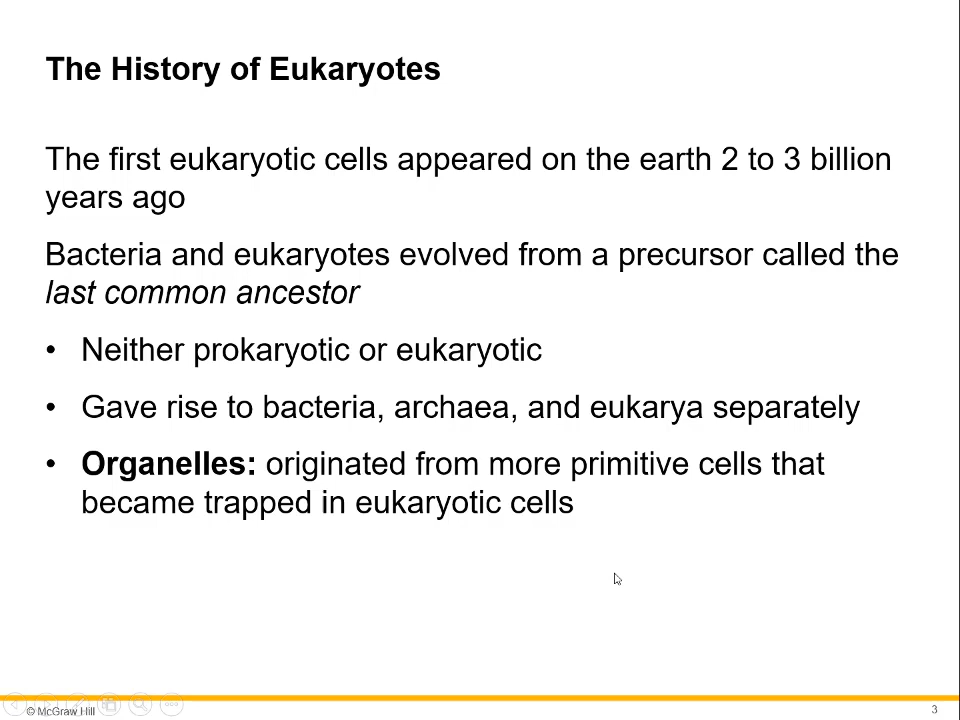 The History of Eukaryotes
The first eukaryotic cells appeared on the earth 2 to 3 billion
years ago
Bacteria and eukaryotes evolved from a precursor called the
last common ancestor
• Neither prokaryotic or eukaryotic
• Gave rise to bacteria, archaea, and eukarya separately
• Organelles: originated from more primitive cells that
became trapped in eukaryotic cells
© McGraw Hill
3